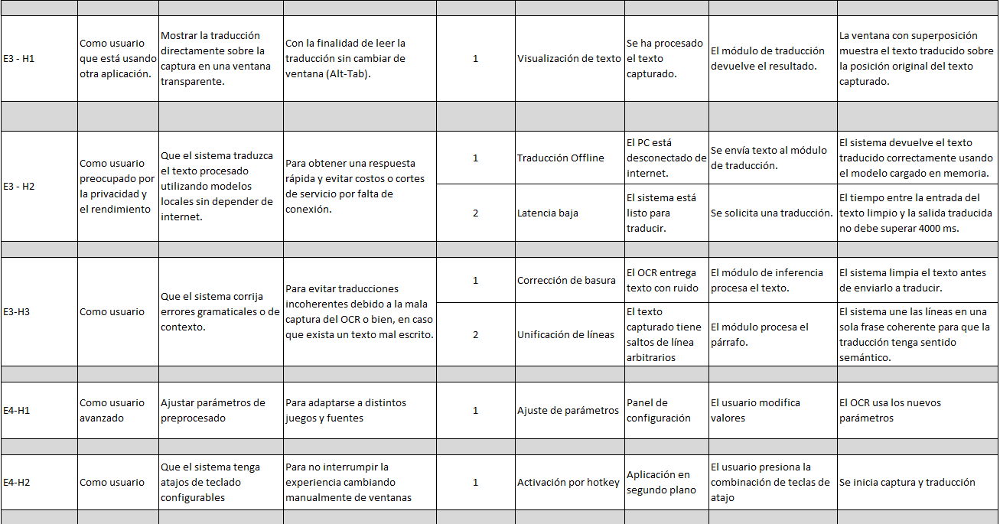 E3 - H1
Como usuario
que está usando
otra aplicación.
Mostrar la traducción
directamente sobre la
captura en una ventana
transparente.
Con la finalidad de leer la
traducción sin cambiar de
ventana (Alt-Tab).
1
Visualización de texto
Se ha procesado
el texto
capturado.
El módulo de traducción
devuelve el resultado.
La ventana con superposición
muestra el texto traducido sobre
la posición original del texto
capturado.
E3 - H2
Como usuario
preocupado por
la privacidad y
el rendimiento
Que el sistema traduzca
el texto procesado
utilizando modelos
locales sin depender de
internet.
Para obtener una respuesta
rápida y evitar costos o cortes
de servicio por falta de
conexión.
1
Traducción Offline
El PC está
desconectado de
internet.
Se envía texto al módulo
de traducción.
El sistema devuelve el texto
traducido correctamente usando
el modelo cargado en memoria.
2
Latencia baja
El sistema está
listo para
traducir.
Se solicita una traducción.
El tiempo entre la entrada del
texto limpio y la salida traducida
no debe superar 4000 ms.
E3-H3
Como usuario
Que el sistema corrija
errores gramaticales o de
contexto.
Para evitar traducciones
incoherentes debido a la mala
captura del OCR o bien, en caso
que exista un texto mal escrito.
1
Corrección de basura
El OCR entrega
texto con ruido
El módulo de inferencia
procesa el texto.
El sistema limpia el texto antes
de enviarlo a traducir.
2
Unificación de líneas
El texto
capturado tiene
saltos de línea
arbitrarios
El módulo procesa el
párrafo.
El sistema une las líneas en una
sola frase coherente para que la
traducción tenga sentido
semántico.
E4-H1
Como usuario
avanzado
Ajustar parámetros de
preprocesado
Para adaptarse a distintos
juegos y fuentes
1
Ajuste de parámetros
Panel de
configuración
El usuario modifica
valores
El OCR usa los nuevos
parámetros
E4-H2
Como usuario
Que el sistema tenga
atajos de teclado
configurables
Para no interrumpir la
experiencia cambiando
manualmente de ventanas
1
Activación por hotkey
Aplicación en
segundo plano
El usuario presiona la
combinación de teclas de
atajo
Se inicia captura y traducción